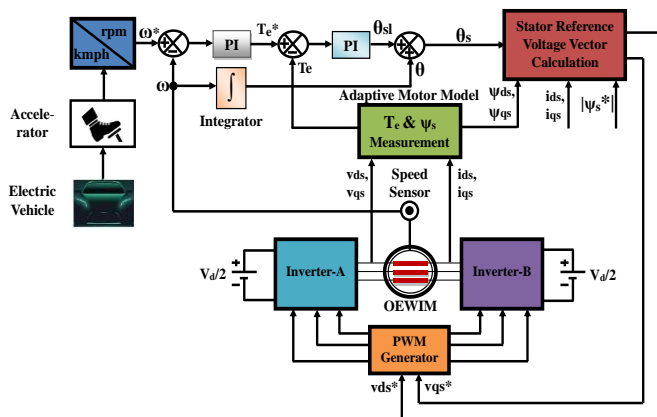 rpm
kmph
ω*
PI
Te*
PI
θsl
θs
Stator Reference
Voltage Vector
Calculation
Te
ω
∫
Integrator
θ
Accele-
rator
Adaptive Motor Model
Te & ψs
Measurement
ψds,
ψqs
ids,
iqs
|ψs*|
Electric
Vehicle
vds,
vqs
Speed
Sensor
ids,
iqs
Vd/2
+
−
Inverter-A
OEWIM
Inverter-B
+
−
Vd/2
PWM
Generator
vds*
vqs*